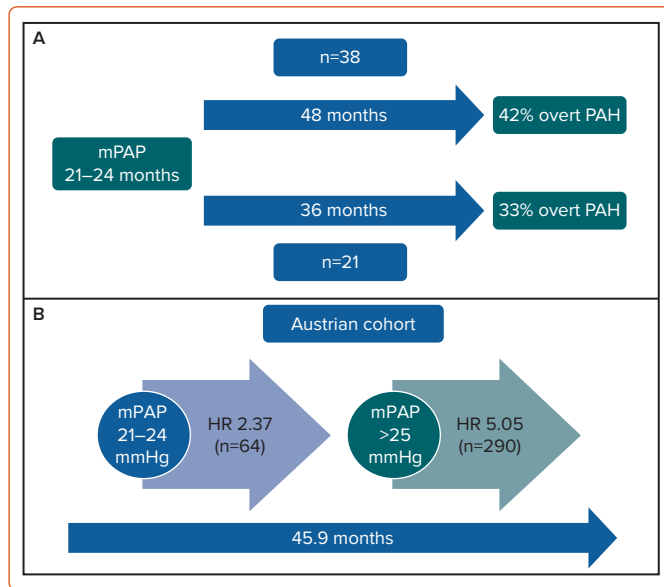 A
n=38
48 months
42% overt PAH
mPAP
21–24 months
36 months
33% overt PAH
n=21
B
Austrian cohort
mPAP
21–24
mmHg
HR 2.37
(n=64)
mPAP
>25
mmHg
HR 5.05
(n=290)
45.9 months